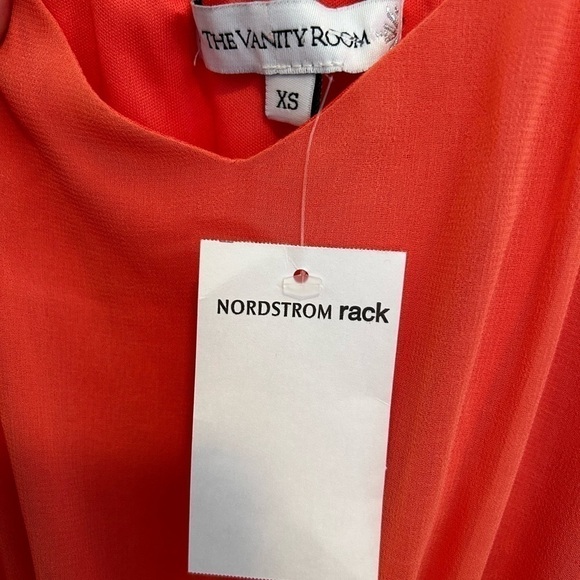 THE VANITY ROOM
XS
NORDSTROM rack